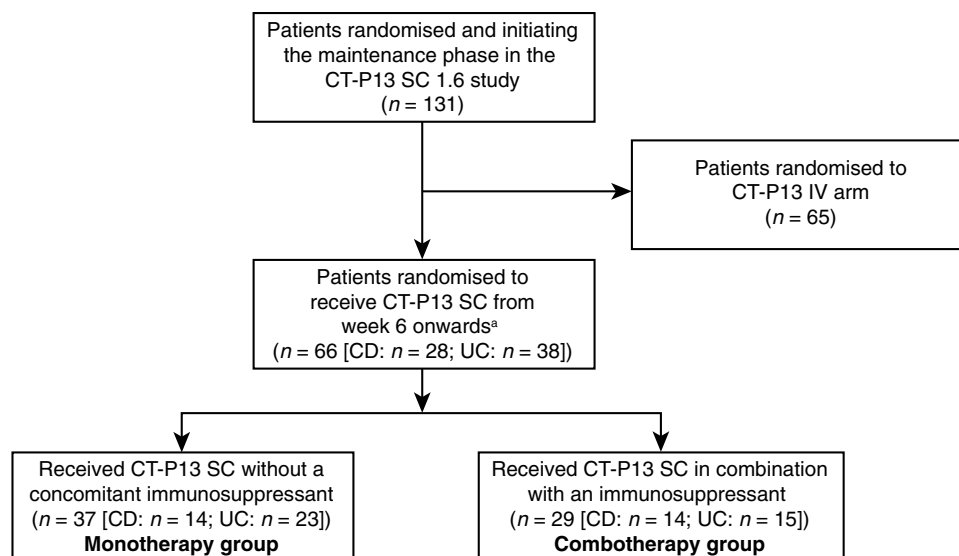 Patients randomised and initiating
the maintenance phase in the
CT-P13 SC 1.6 study
(n = 131)
Patients randomised to
CT-P13 IV arm
(n = 65)
Patients randomised to
receive CT-P13 SC from
week 6 onwardsᵃ
(n = 66 [CD: n = 28; UC: n = 38])
Received CT-P13 SC without a
concomitant immunosuppressant
(n = 37 [CD: n = 14; UC: n = 23])
Monotherapy group
Received CT-P13 SC in combination
with an immunosuppressant
(n = 29 [CD: n = 14; UC: n = 15])
Combotherapy group